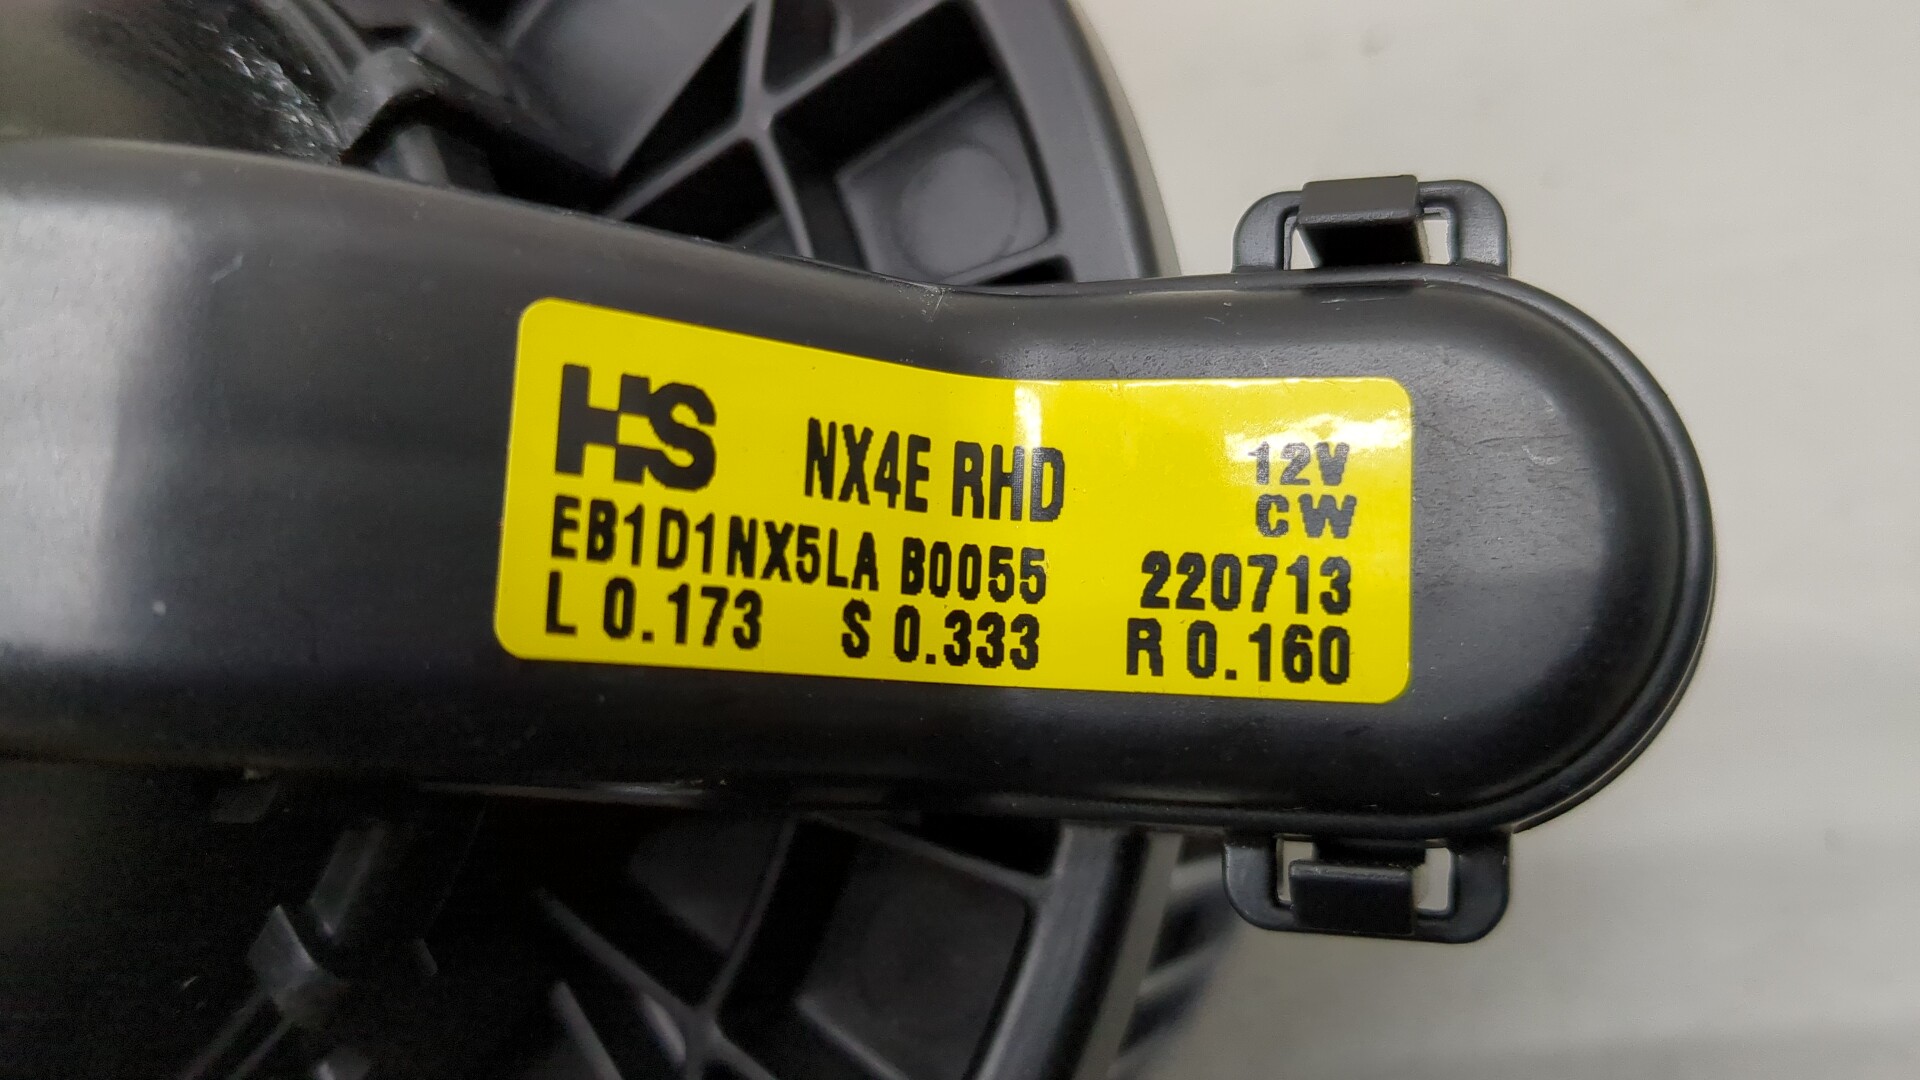 HS NX4E RHD 12V
CW
EB1D1NX5LA B0055 220713
L 0.173 S 0.333 R 0.160